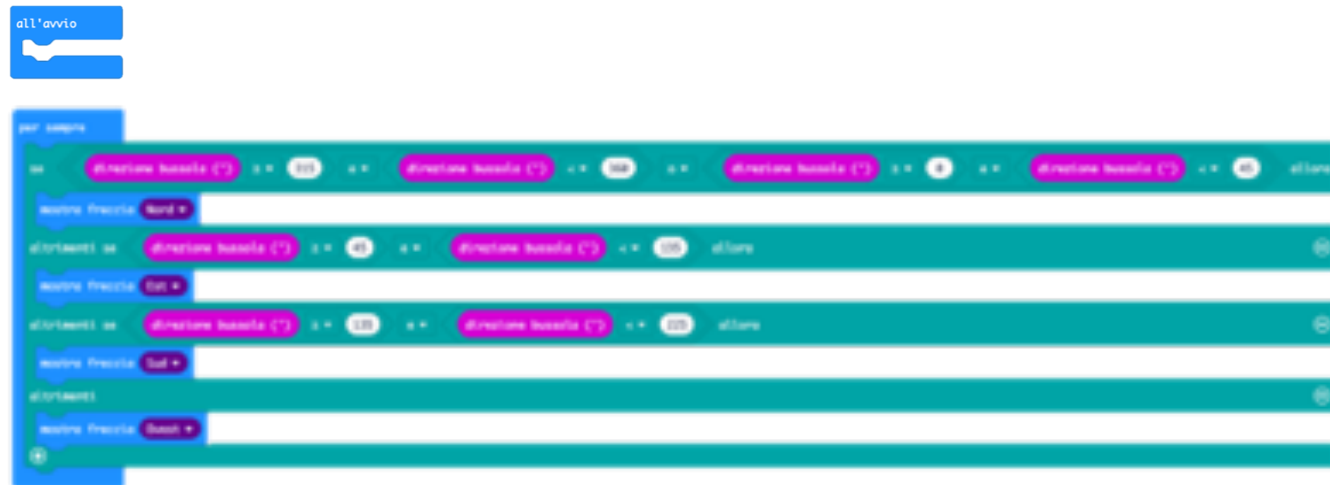 all'avvio
per sempre
se direzione bussola (°) ≥ 315 e direzione bussola (°) < 360 o direzione bussola (°) ≥ 0 e direzione bussola (°) < 45 allora
mostra freccia Nord
altrimenti se direzione bussola (°) ≥ 45 e direzione bussola (°) < 135 allora
mostra freccia Est
altrimenti se direzione bussola (°) ≥ 135 e direzione bussola (°) < 225 allora
mostra freccia Sud
altrimenti
mostra freccia Ovest